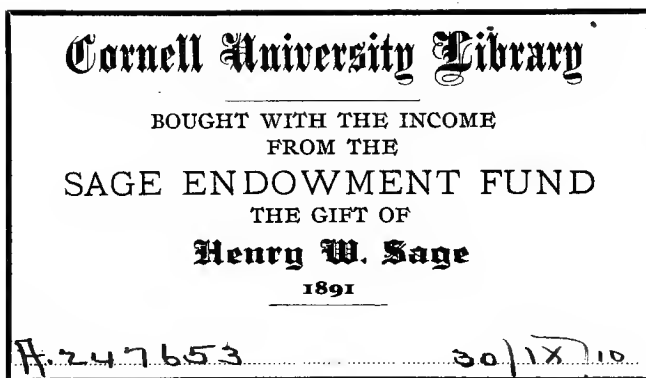 Cornell University Library
BOUGHT WITH THE INCOME
FROM THE
SAGE ENDOWMENT FUND
THE GIFT OF
Henry W. Sage
1891
A.247653 30/IX/10